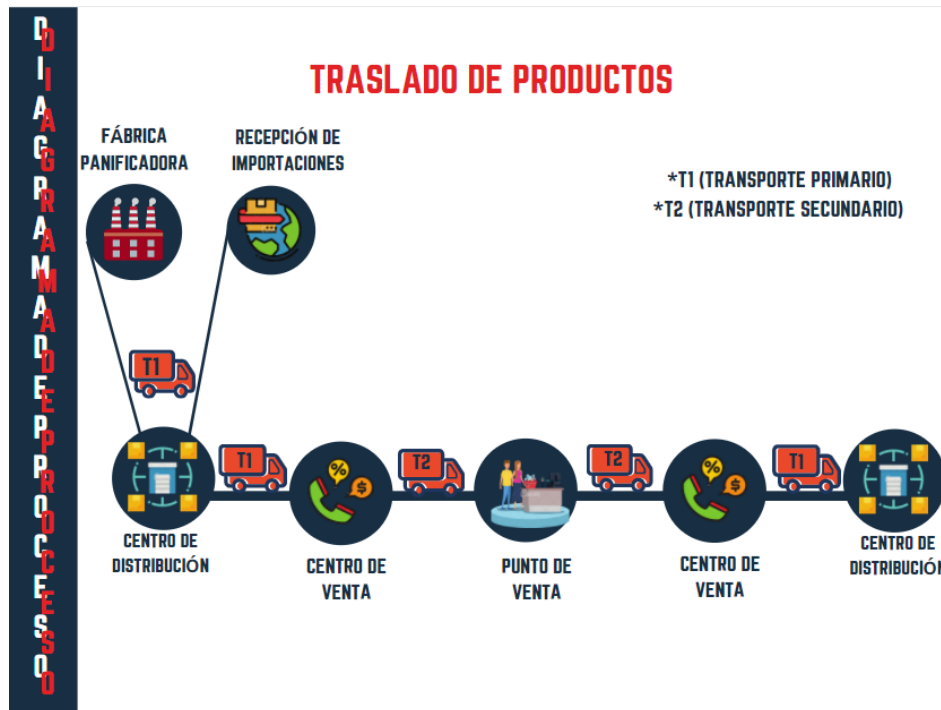 DIAGRAMA DE PROCESO
TRASLADO DE PRODUCTOS
FÁBRICA
PANIFICADORA
RECEPCIÓN DE
IMPORTACIONES
*T1 (TRANSPORTE PRIMARIO)
*T2 (TRANSPORTE SECUNDARIO)
T1
T1
T2
T2
T1
CENTRO DE
DISTRIBUCIÓN
CENTRO DE
VENTA
PUNTO DE
VENTA
CENTRO DE
VENTA
CENTRO DE
DISTRIBUCIÓN